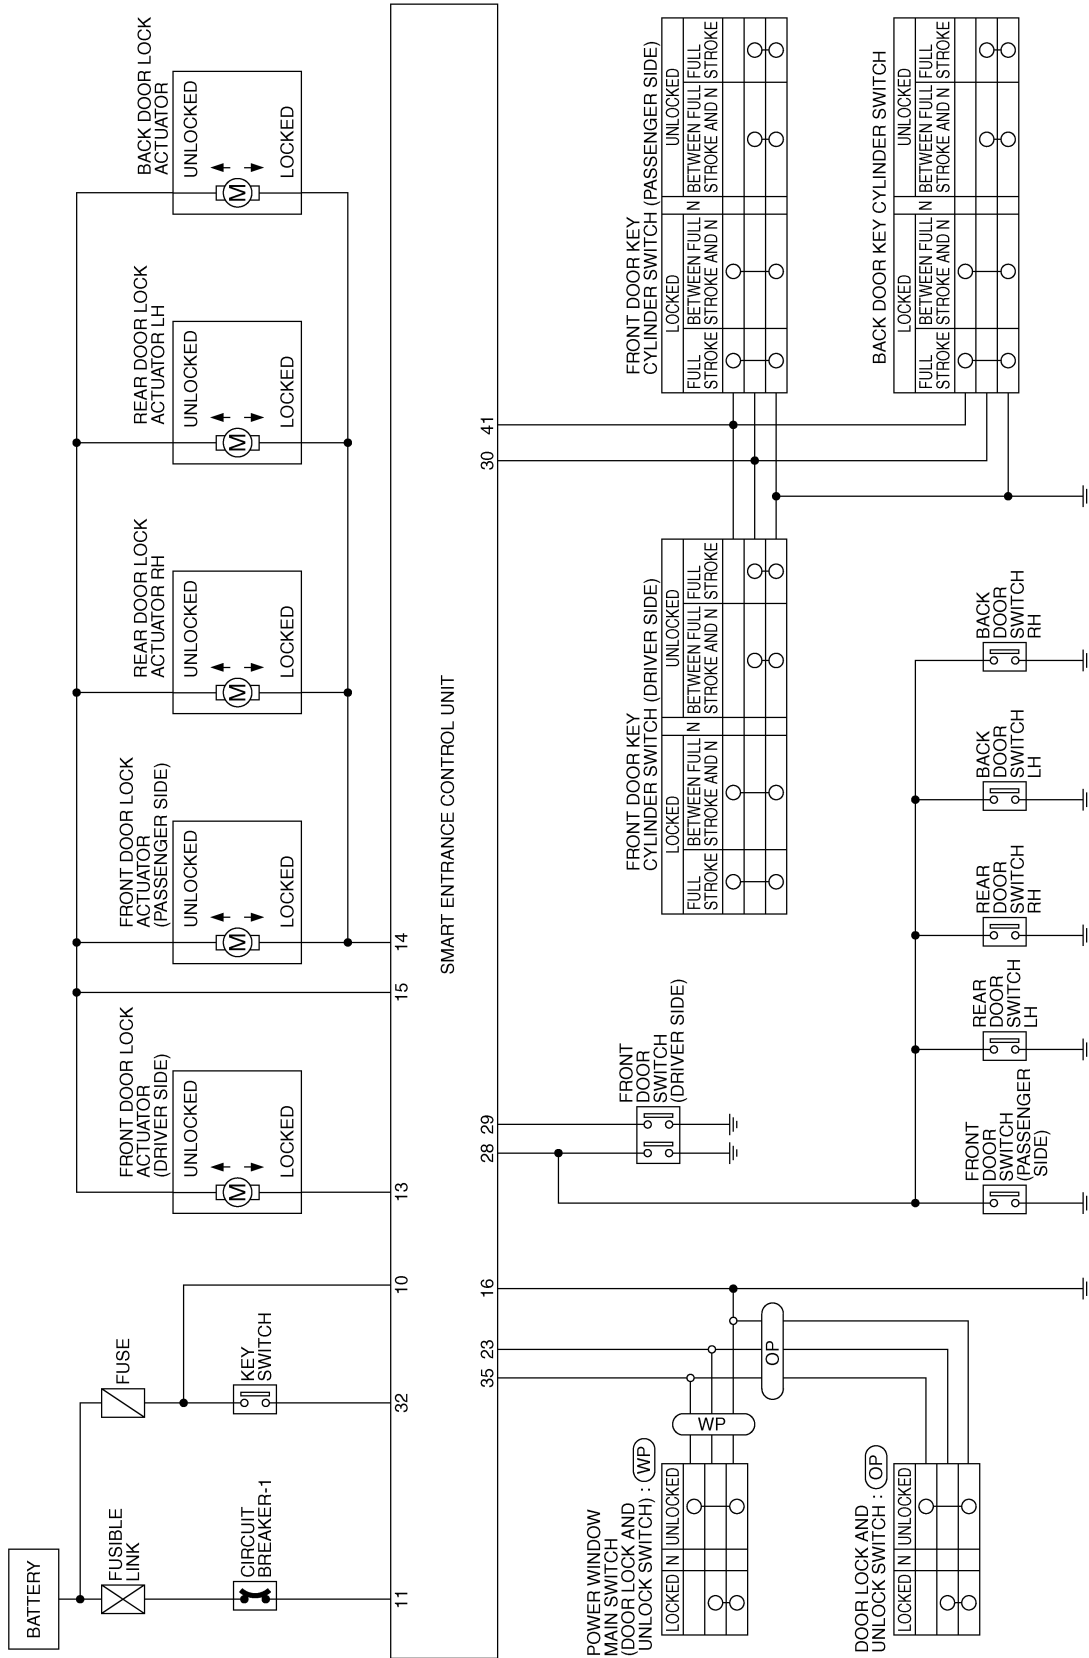 BATTERY
FUSIBLE
LINK
FUSE
CIRCUIT
BREAKER-1
KEY
SWITCH
11
32
10
13
15
14
FRONT DOOR LOCK
ACTUATOR
(DRIVER SIDE)
UNLOCKED
M
LOCKED
FRONT DOOR LOCK
ACTUATOR
(PASSENGER SIDE)
UNLOCKED
M
LOCKED
REAR DOOR LOCK
ACTUATOR RH
UNLOCKED
M
LOCKED
REAR DOOR LOCK
ACTUATOR LH
UNLOCKED
M
LOCKED
BACK DOOR LOCK
ACTUATOR
UNLOCKED
M
LOCKED
SMART ENTRANCE CONTROL UNIT
35
23
16
28
29
30
41
POWER WINDOW
MAIN SWITCH
(DOOR LOCK AND
UNLOCK SWITCH) : WP
LOCKED N UNLOCKED
WP
OP
DOOR LOCK AND
UNLOCK SWITCH : OP
LOCKED N UNLOCKED
FRONT
DOOR
SWITCH
(DRIVER SIDE)
FRONT DOOR KEY
CYLINDER SWITCH (DRIVER SIDE)
LOCKED N UNLOCKED
FULL BETWEEN FULL BETWEEN FULL FULL
STROKE STROKE AND N STROKE AND N STROKE
FRONT DOOR KEY
CYLINDER SWITCH (PASSENGER SIDE)
LOCKED N UNLOCKED
FULL BETWEEN FULL BETWEEN FULL FULL
STROKE STROKE AND N STROKE AND N STROKE
BACK DOOR KEY CYLINDER SWITCH
LOCKED N UNLOCKED
FULL BETWEEN FULL BETWEEN FULL FULL
STROKE STROKE AND N STROKE AND N STROKE
FRONT
DOOR
SWITCH
(PASSENGER
SIDE)
REAR
DOOR
SWITCH
LH
REAR
DOOR
SWITCH
RH
BACK
DOOR
SWITCH
LH
BACK
DOOR
SWITCH
RH